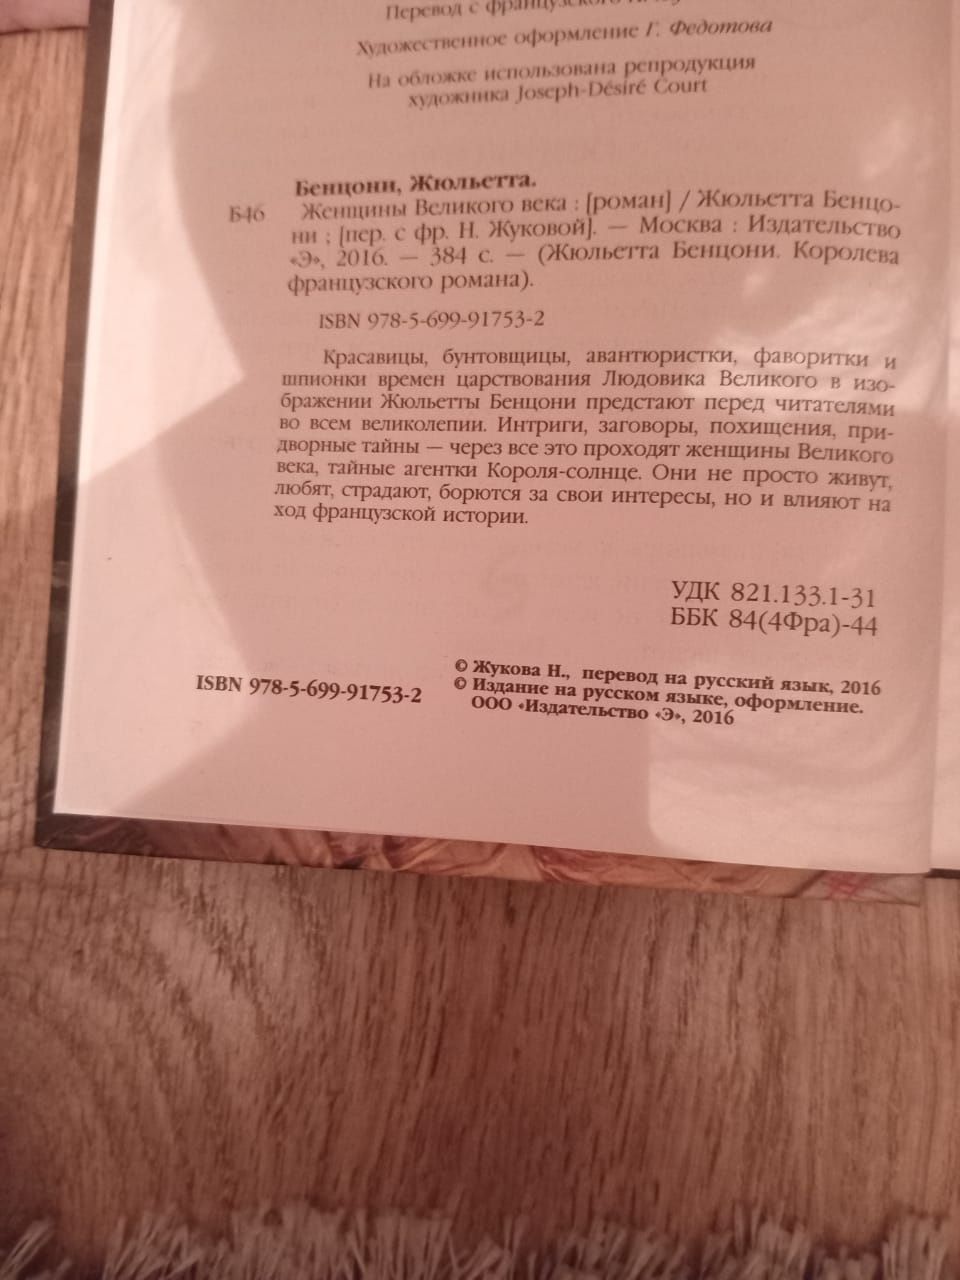 Перевод с французского
Художественное оформление Г. Федотова
На обложке использована репродукция
художника Joseph-Désiré Court
Бенцони, Жюльетта.
Б46 Женщины Великого века : [роман] / Жюльетта Бенцо-
ни ; [пер. с фр. Н. Жуковой]. — Москва : Издательство
«Э», 2016. — 384 с. — (Жюльетта Бенцони. Королева
французского романа).
ISBN 978-5-699-91753-2
Красавицы, бунтовщицы, авантюристки, фаворитки и
шпионки времен царствования Людовика Великого в изо-
бражении Жюльетты Бенцони предстают перед читателями
во всем великолепии. Интриги, заговоры, похищения, при-
дворные тайны — через все это проходят женщины Великого
века, тайные агентки Короля-солнце. Они не просто живут,
любят, страдают, борются за свои интересы, но и влияют на
ход французской истории.
УДК 821.133.1-31
ББК 84(4Фра)-44
© Жукова Н., перевод на русский язык, 2016
© Издание на русском языке, оформление.
ISBN 978-5-699-91753-2 ООО «Издательство «Э», 2016